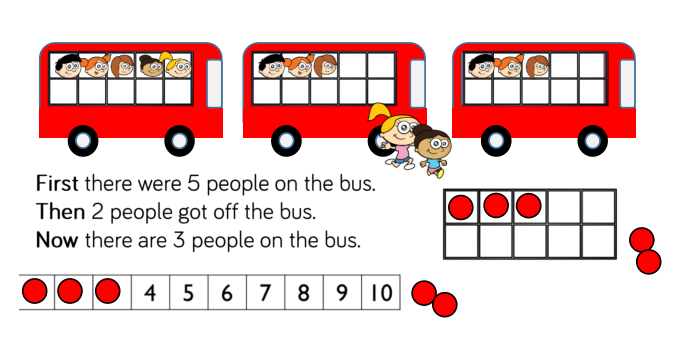 First there were 5 people on the bus.
Then 2 people got off the bus.
Now there are 3 people on the bus.
4 5 6 7 8 9 10